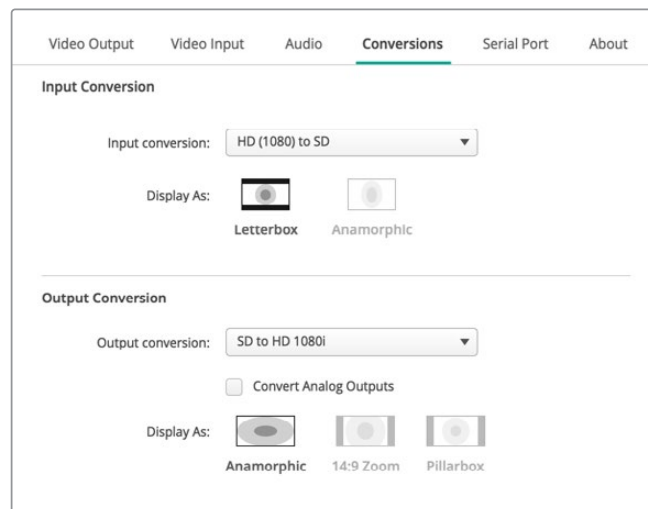 Video Output Video Input Audio Conversions Serial Port About
Input Conversion
Input conversion: HD (1080) to SD
Display As:
Letterbox Anamorphic
Output Conversion
Output conversion: SD to HD 1080i
Convert Analog Outputs
Display As:
Anamorphic 14:9 Zoom Pillarbox